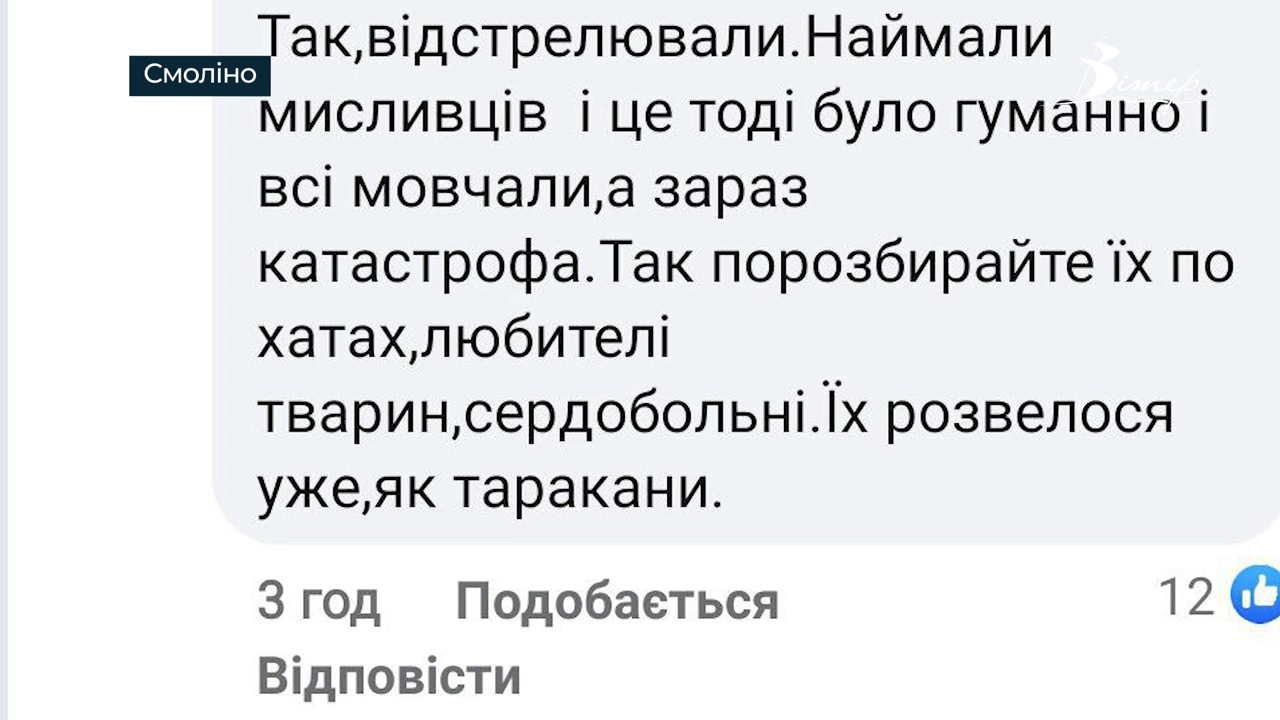 Так,відстрелювали.Наймали
Смоліно
Вітер
мисливців і це тоді було гуманно і
всі мовчали,а зараз
катастрофа.Так порозбирайте їх по
хатах,любителі
тварин,сердобольні.Їх розвелося
уже,як таракани.
3 год Подобається 12
Відповісти